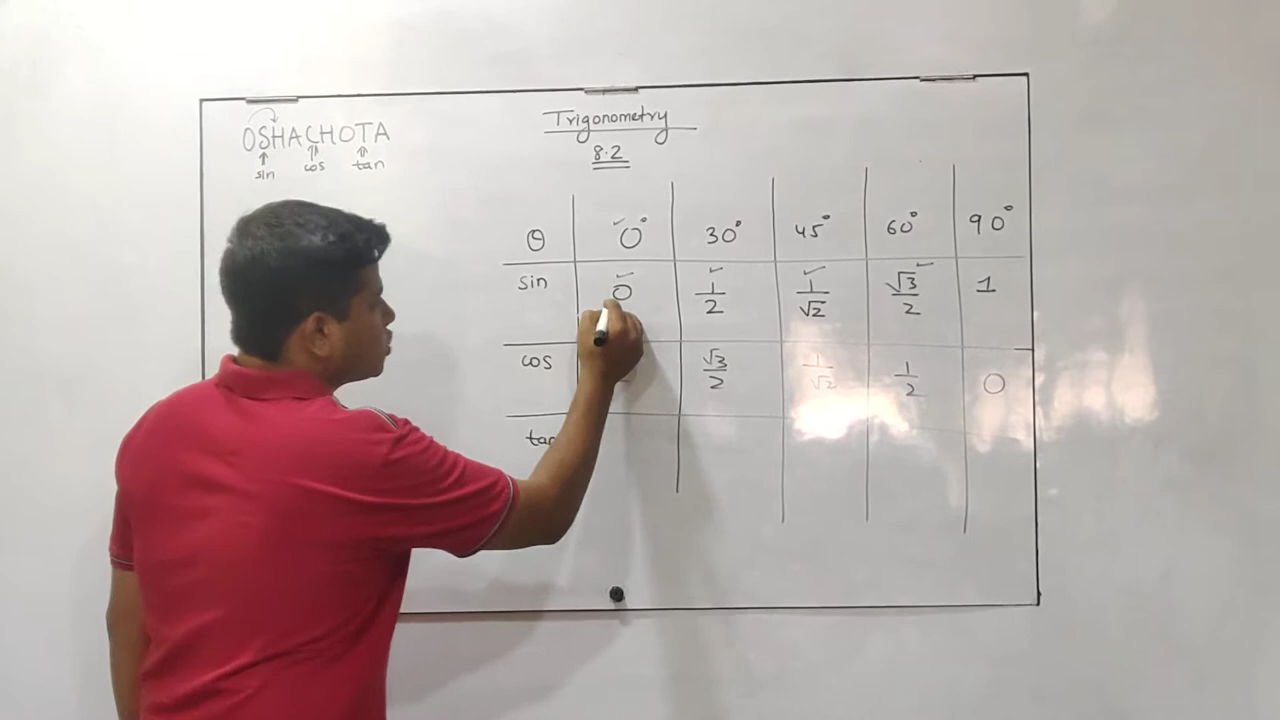 Trigonometry
8.2
OSHACHOTA
sin cos tan
θ 0° 30° 45° 60° 90°
sin 0 1/2 1/√2 √3/2 1
cos √3/2 1/√2 1/2 0